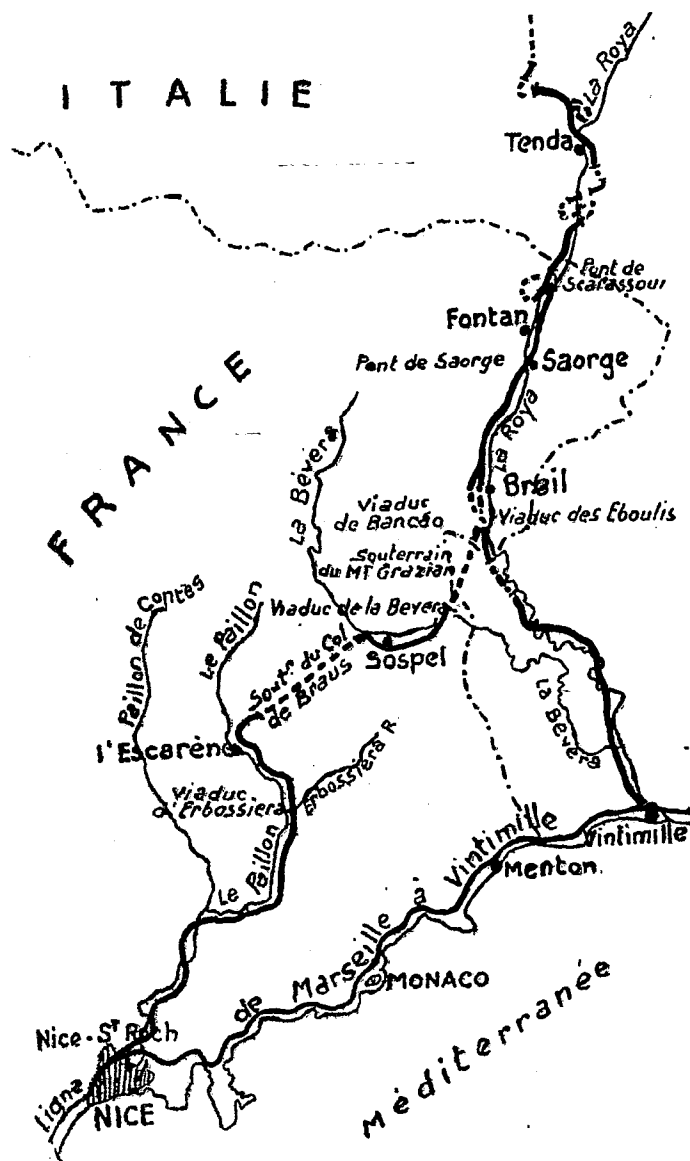 ITALIE
La Roya
Tenda
Pont de
Scarassoui
Fontan
Pont de Saorge
Saorge
FRANCE
La Roya
La Bévéra
Breil
Viaduc
de Bancao
Viaduc des Eboulis
Souterrain
du Mt Grazian
Viaduc de la Bevera
Paillon de Contes
Le Paillon
Soutn. du Col
de Braus
Sospel
La Bévéra
l'Escarène
Viaduc
d'Erbossiera
Erbossiera R.
Le Paillon
Vintimille
Menton
MONACO
Nice-St Roch
NICE
Ligne de Marseille à Vintimille
Méditerranée